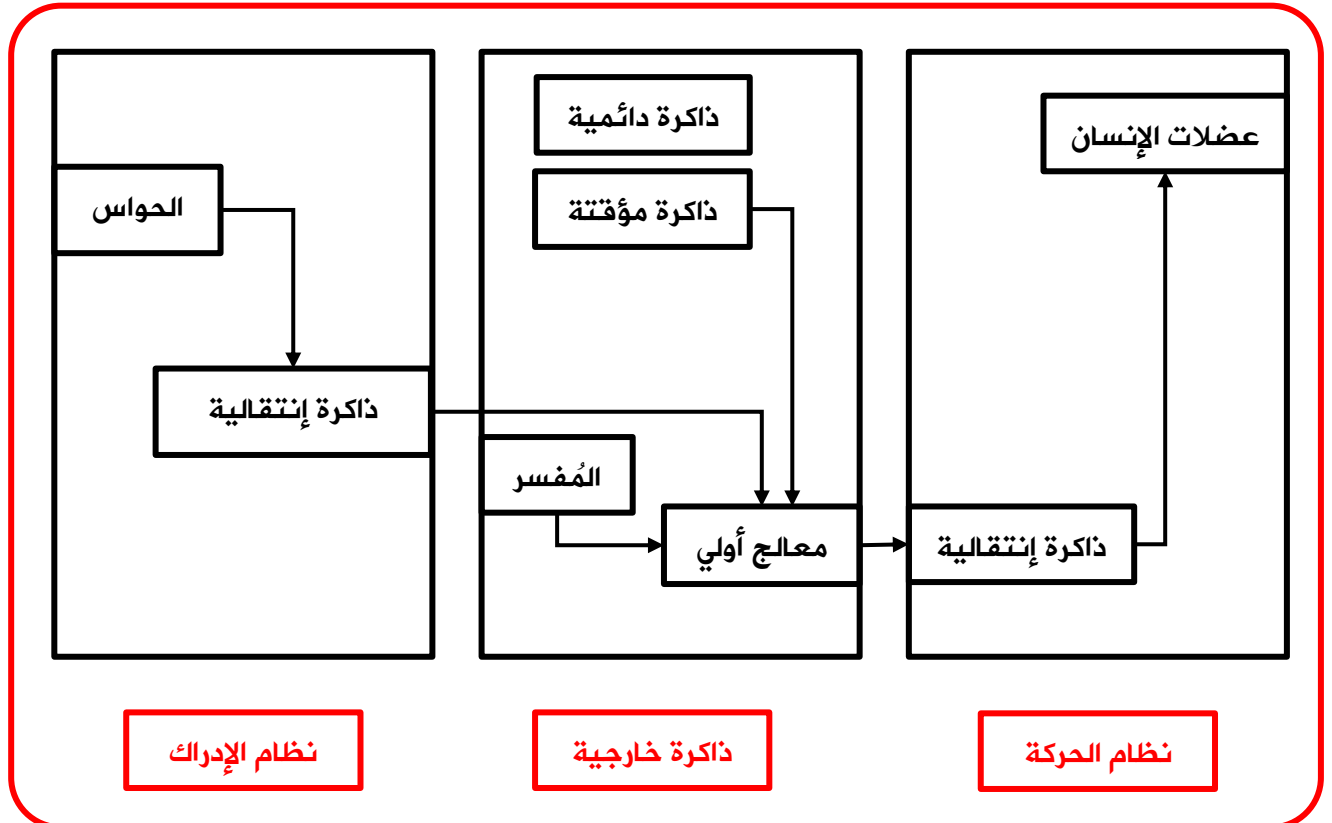 ذاكرة دائمية
عضلات الإنسان
الحواس
ذاكرة مؤقتة
ذاكرة إنتقالية
المُفسر
معالج أولي
ذاكرة إنتقالية
نظام الإدراك
ذاكرة خارجية
نظام الحركة